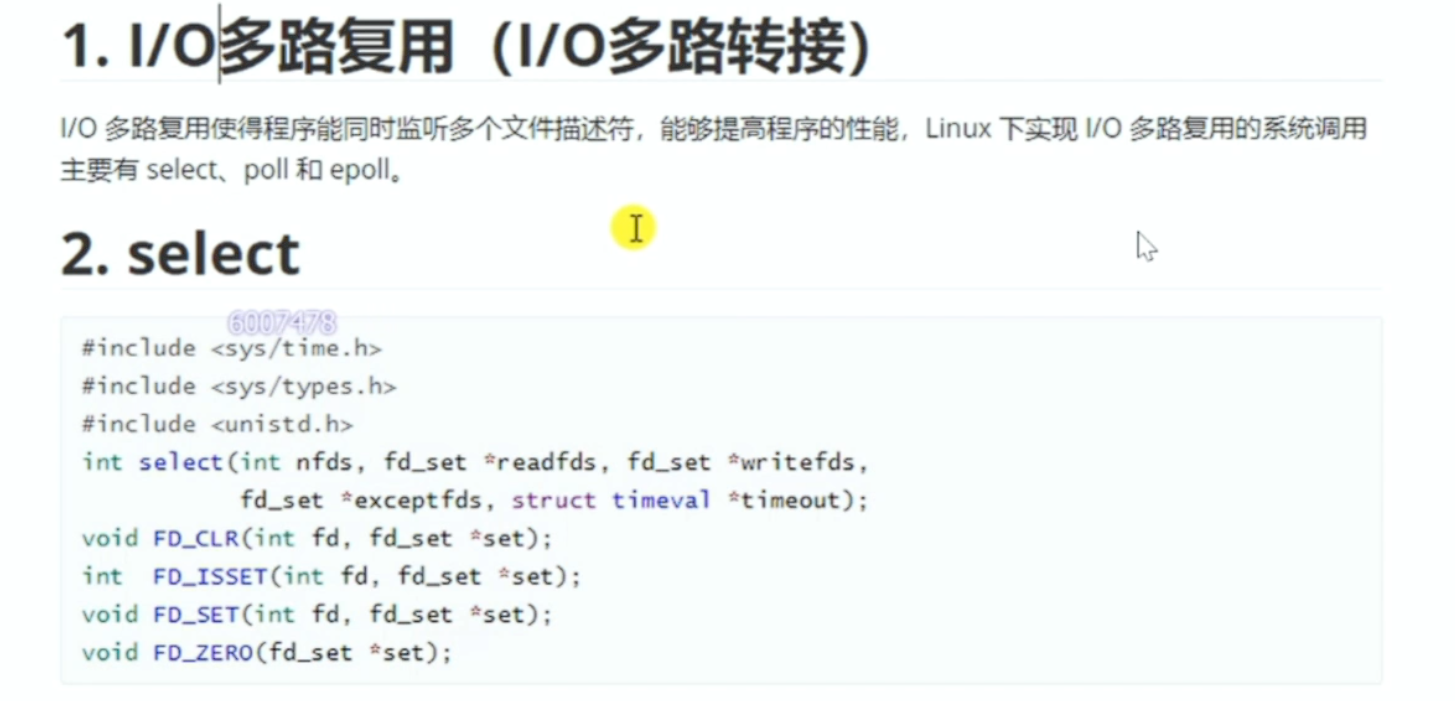 1. I/O多路复用（I/O多路转接）
I/O 多路复用使得程序能同时监听多个文件描述符，能够提高程序的性能，Linux 下实现 I/O 多路复用的系统调用
主要有 select、poll 和 epoll。
2. select
6007478
#include <sys/time.h>
#include <sys/types.h>
#include <unistd.h>
int select(int nfds, fd_set *readfds, fd_set *writefds,
           fd_set *exceptfds, struct timeval *timeout);
void FD_CLR(int fd, fd_set *set);
int  FD_ISSET(int fd, fd_set *set);
void FD_SET(int fd, fd_set *set);
void FD_ZERO(fd_set *set);